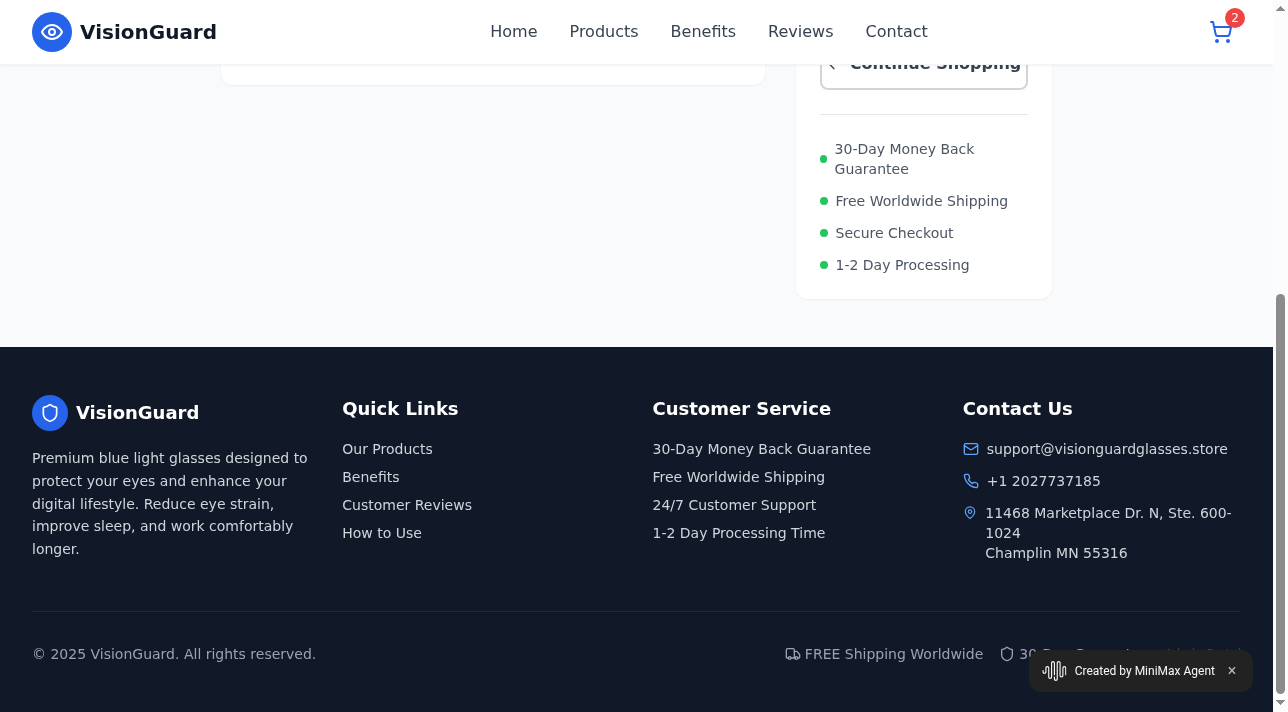 VisionGuard
Home
Products
Benefits
Reviews
Contact
2
Continue Shopping
30-Day Money Back
Guarantee
Free Worldwide Shipping
Secure Checkout
1-2 Day Processing
VisionGuard
Premium blue light glasses designed to
protect your eyes and enhance your
digital lifestyle. Reduce eye strain,
improve sleep, and work comfortably
longer.
Quick Links
Our Products
Benefits
Customer Reviews
How to Use
Customer Service
30-Day Money Back Guarantee
Free Worldwide Shipping
24/7 Customer Support
1-2 Day Processing Time
Contact Us
support@visionguardglasses.store
+1 2027737185
11468 Marketplace Dr. N, Ste. 600-
1024
Champlin MN 55316
© 2025 VisionGuard. All rights reserved.
FREE Shipping Worldwide
Created by MiniMax Agent